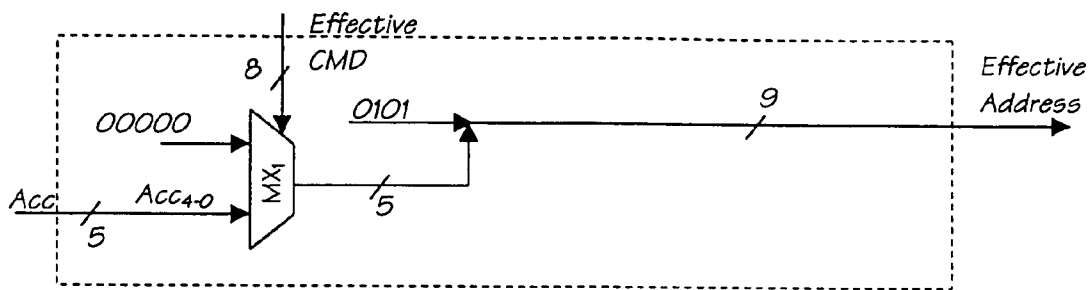 Effective
CMD
8
Effective
Address
00000
0101
9
MX1
Acc
5
Acc4-0
5